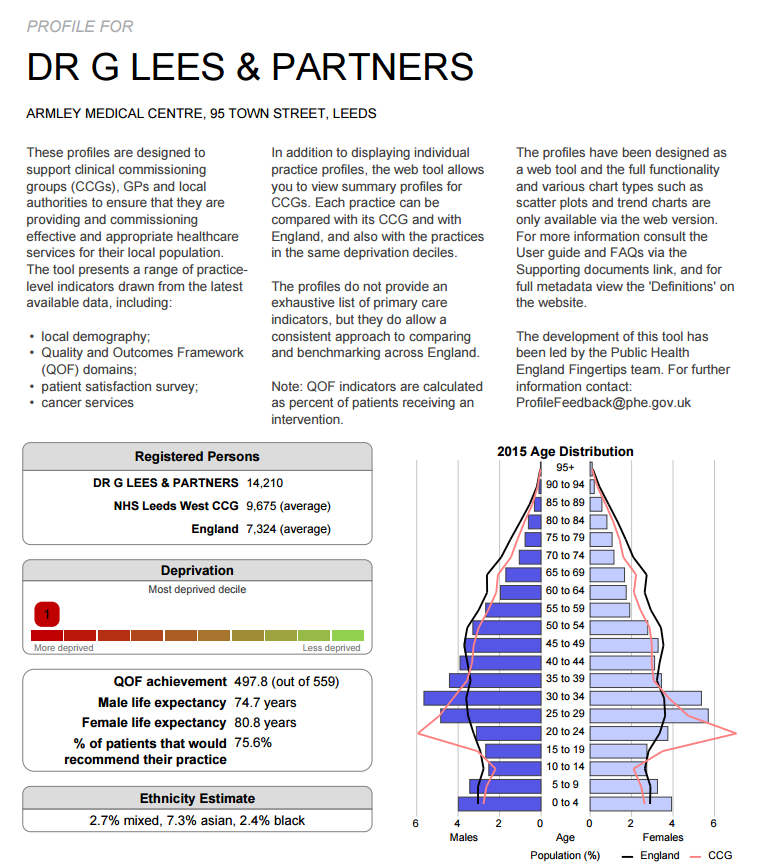 PROFILE FOR
DR G LEES & PARTNERS
ARMLEY MEDICAL CENTRE, 95 TOWN STREET, LEEDS
These profiles are designed to
support clinical commissioning
groups (CCGs), GPs and local
authorities to ensure that they are
providing and commissioning
effective and appropriate healthcare
services for their local population.
The tool presents a range of practice-
level indicators drawn from the latest
available data, including:
• local demography;
• Quality and Outcomes Framework
(QOF) domains;
• patient satisfaction survey;
• cancer services
In addition to displaying individual
practice profiles, the web tool allows
you to view summary profiles for
CCGs. Each practice can be
compared with its CCG and with
England, and also with the practices
in the same deprivation deciles.
The profiles do not provide an
exhaustive list of primary care
indicators, but they do allow a
consistent approach to comparing
and benchmarking across England.
Note: QOF indicators are calculated
as percent of patients receiving an
intervention.
The profiles have been designed as
a web tool and the full functionality
and various chart types such as
scatter plots and trend charts are
only available via the web version.
For more information consult the
User guide and FAQs via the
Supporting documents link, and for
full metadata view the 'Definitions' on
the website.
The development of this tool has
been led by the Public Health
England Fingertips team. For further
information contact:
ProfileFeedback@phe.gov.uk
Registered Persons
DR G LEES & PARTNERS 14,210
NHS Leeds West CCG 9,675 (average)
England 7,324 (average)
Deprivation
Most deprived decile
1
More deprived Less deprived
QOF achievement 497.8 (out of 559)
Male life expectancy 74.7 years
Female life expectancy 80.8 years
% of patients that would 75.6%
recommend their practice
Ethnicity Estimate
2.7% mixed, 7.3% asian, 2.4% black
2015 Age Distribution
95+
90 to 94
85 to 89
80 to 84
75 to 79
70 to 74
65 to 69
60 to 64
55 to 59
50 to 54
45 to 49
40 to 44
35 to 39
30 to 34
25 to 29
20 to 24
15 to 19
10 to 14
5 to 9
0 to 4
6 4 2 0 0 2 4 6
Males Age Females
Population (%) England CCG